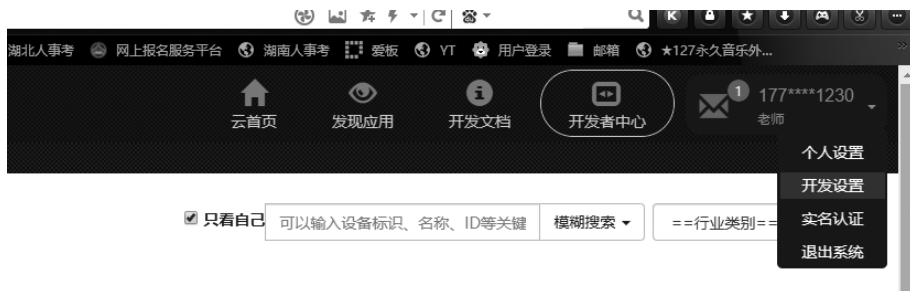 湖北人事考 网上报名服务平台 湖南人事考 爱板 YT 用户登录 邮箱 ★127永久音乐外...
云首页 发现应用 开发文档 开发者中心 1 177****1230
老师
个人设置
开发设置
只看自己 可以输入设备标识、名称、ID等关键 模糊搜索 ==行业类别== 实名认证
退出系统